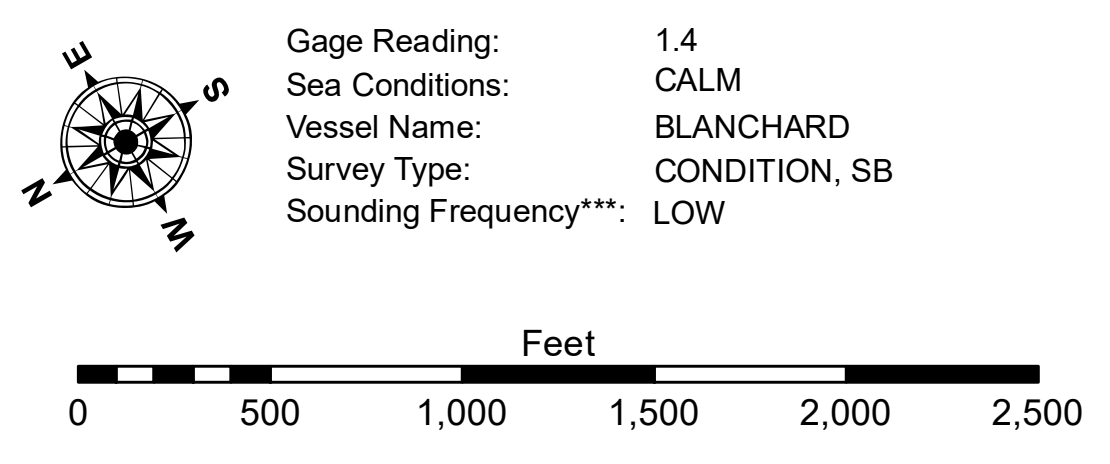 E
S
N
W
Gage Reading: 1.4
Sea Conditions: CALM
Vessel Name: BLANCHARD
Survey Type: CONDITION, SB
Sounding Frequency***: LOW
Feet
0 500 1,000 1,500 2,000 2,500